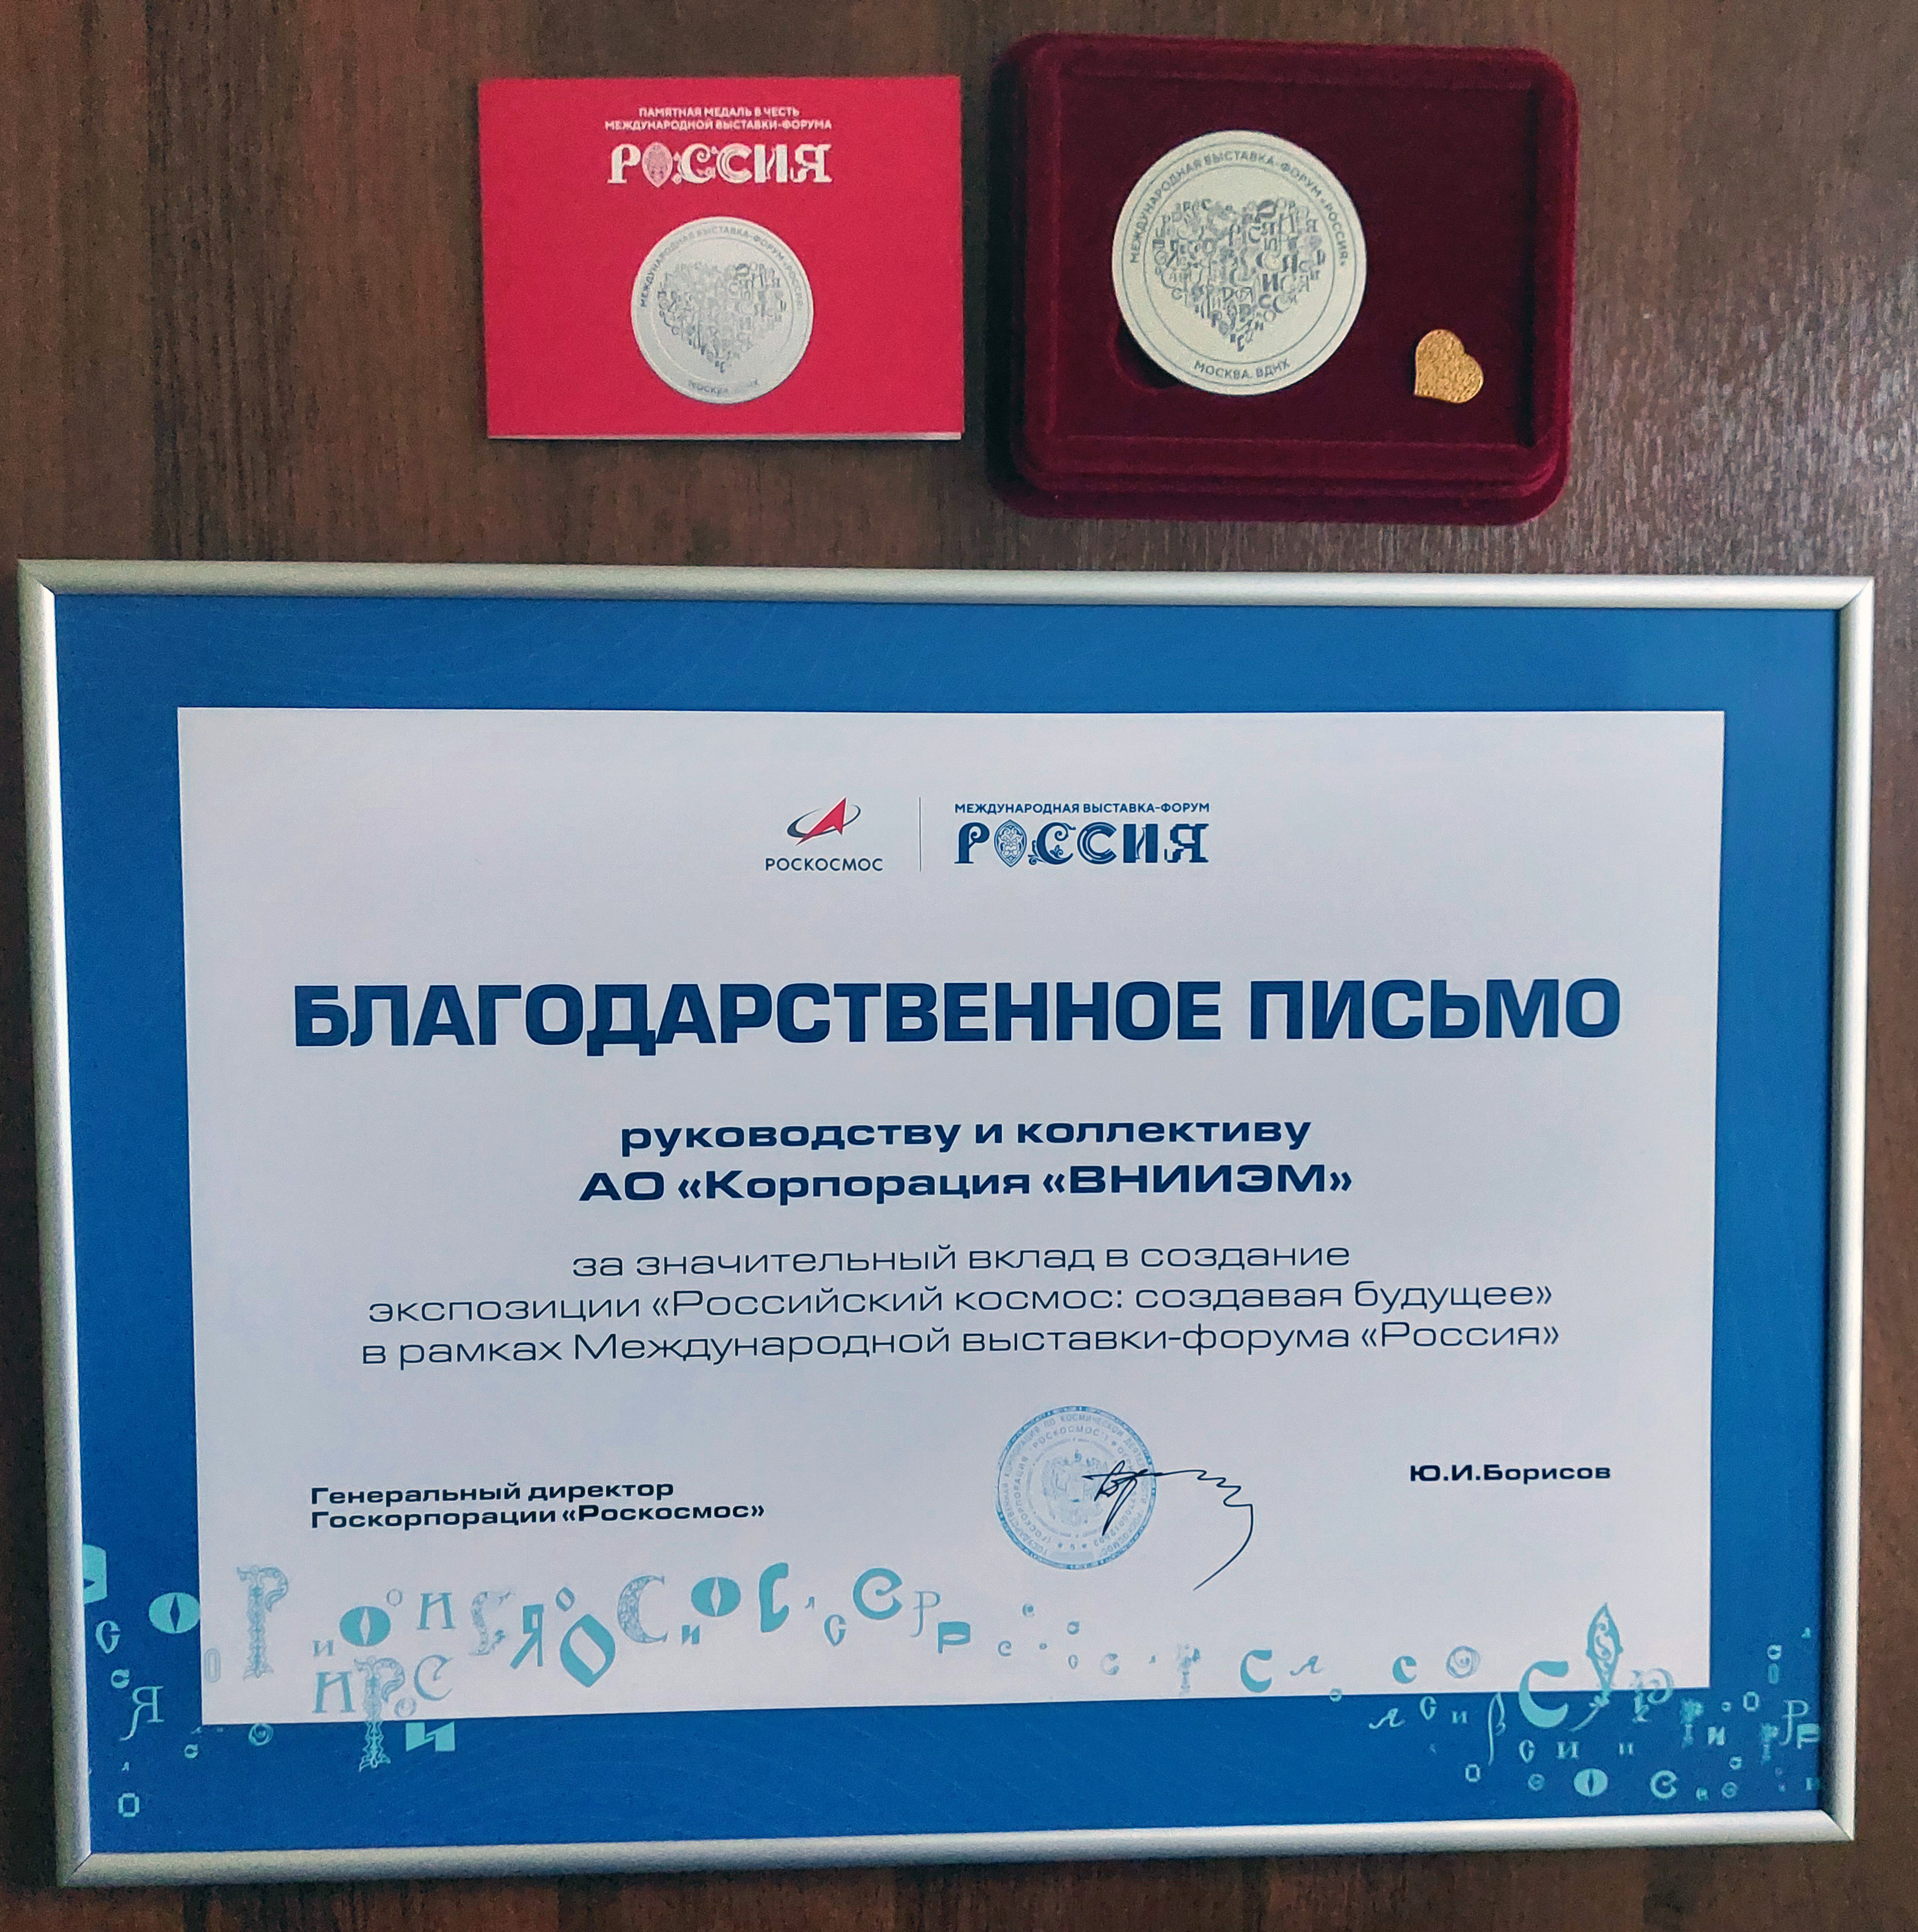 ПАМЯТНАЯ МЕДАЛЬ В ЧЕСТЬ
МЕЖДУНАРОДНОЙ ВЫСТАВКИ-ФОРУМА
РОССИЯ
МЕЖДУНАРОДНАЯ ВЫСТАВКА-ФОРУМ «РОССИЯ»
МОСКВА. ВДНХ
МЕЖДУНАРОДНАЯ ВЫСТАВКА-ФОРУМ «РОССИЯ»
МОСКВА. ВДНХ
РОСКОСМОС
МЕЖДУНАРОДНАЯ ВЫСТАВКА-ФОРУМ
РОССИЯ
БЛАГОДАРСТВЕННОЕ ПИСЬМО
руководству и коллективу
АО «Корпорация «ВНИИЭМ»
за значительный вклад в создание
экспозиции «Российский космос: создавая будущее»
в рамках Международной выставки-форума «Россия»
Генеральный директор
Госкорпорации «Роскосмос»
Ю.И.Борисов